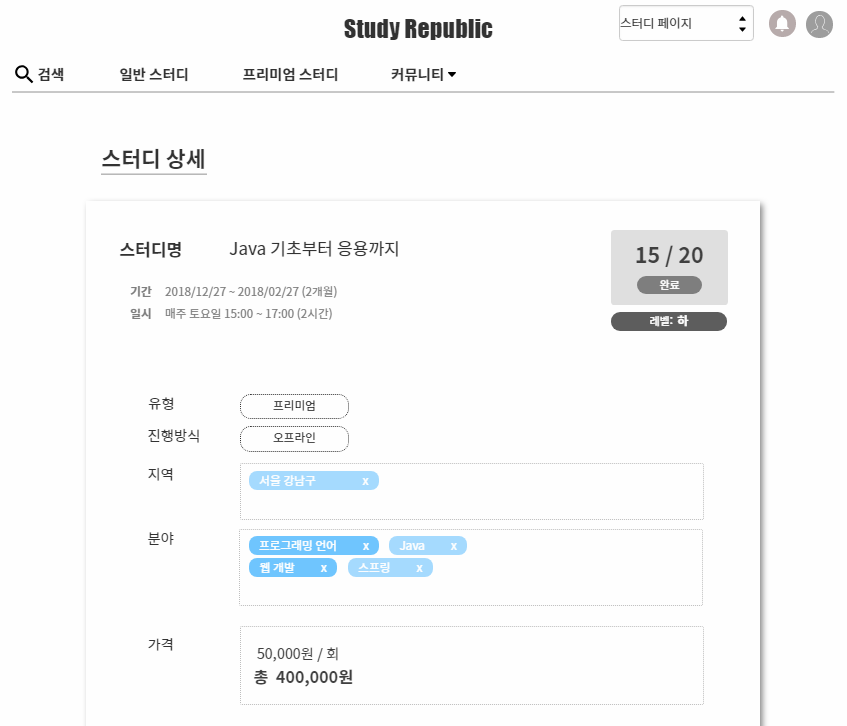 Study Republic
스터디 페이지
검색 일반 스터디 프리미엄 스터디 커뮤니티
스터디 상세
스터디명 Java 기초부터 응용까지
15 / 20
완료
기간 2018/12/27 ~ 2018/02/27 (2개월)
일시 매주 토요일 15:00 ~ 17:00 (2시간)
레벨: 하
유형 프리미엄
진행방식 오프라인
지역 서울 강남구 x
분야 프로그래밍 언어 x Java x
웹 개발 x 스프링 x
가격 50,000원 / 회
총 400,000원